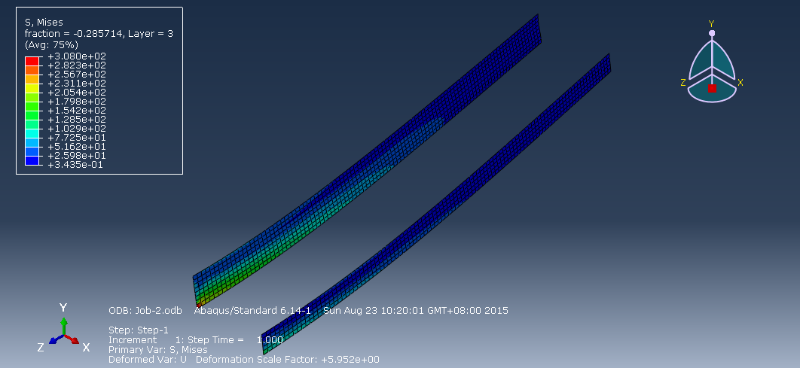 S, Mises
fraction = -0.285714, Layer = 3
(Avg: 75%)
+3.080e+02
+2.823e+02
+2.567e+02
+2.311e+02
+2.054e+02
+1.798e+02
+1.542e+02
+1.285e+02
+1.029e+02
+7.725e+01
+5.162e+01
+2.598e+01
+3.435e-01
Y
Z
X
ODB: Job-2.odb Abaqus/Standard 6.14-1 Sun Aug 23 10:20:01 GMT+08:00 2015
Y
Z
X
Step: Step-1
Increment 1: Step Time = 1.000
Primary Var: S, Mises
Deformed Var: U Deformation Scale Factor: +5.952e+00